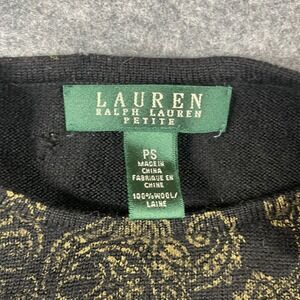 LAUREN
RALPH LAUREN
PETITE
PS
MADE IN
CHINA
FABRIQUE EN
CHINE
100% WOOL/
LAINE